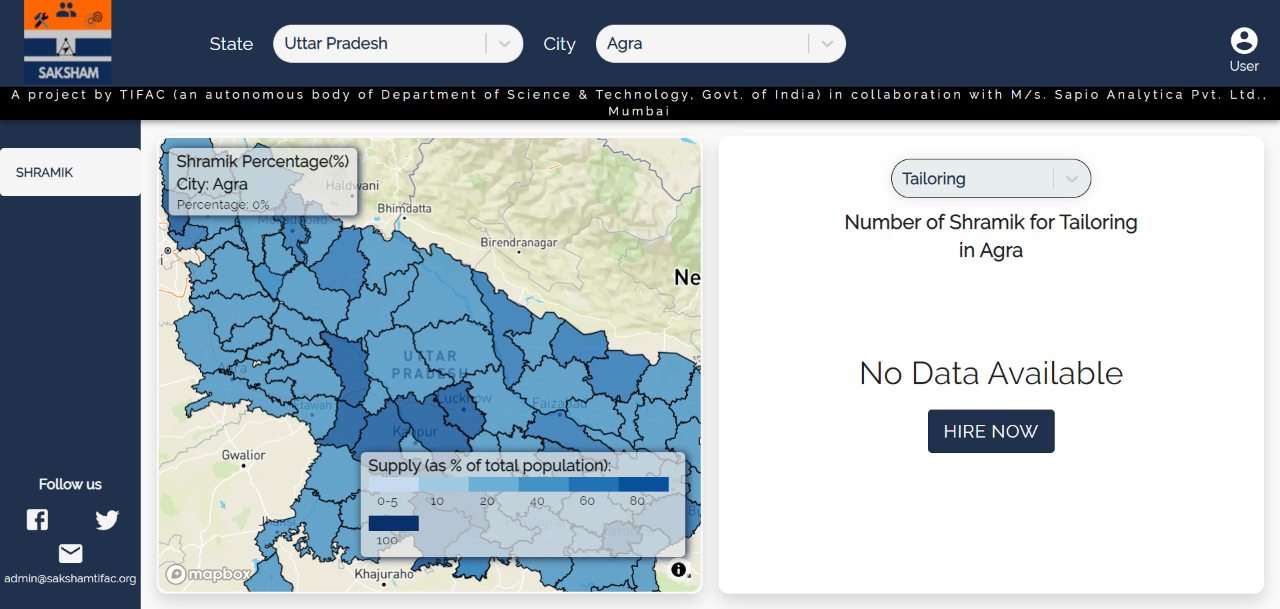 SAKSHAM
State
Uttar Pradesh
City
Agra
User
A project by TIFAC (an autonomous body of Department of Science & Technology, Govt. of India) in collaboration with M/s. Sapio Analytica Pvt. Ltd.,
Mumbai
SHRAMIK
Shramik Percentage(%)
City: Agra
Percentage: 0%
Haldwani
Moradabad
Bhimdatta
Birendranagar
Ne
UTTAR
PRADESH
Agra
Etawah
Lucknow
Faizabad
Kanpur
Gwalior
Supply (as % of total population):
0-5
10
20
40
60
80
100
Jhansi
Khajuraho
mapbox
Tailoring
Number of Shramik for Tailoring
in Agra
No Data Available
HIRE NOW
Follow us
admin@sakshamtifac.org